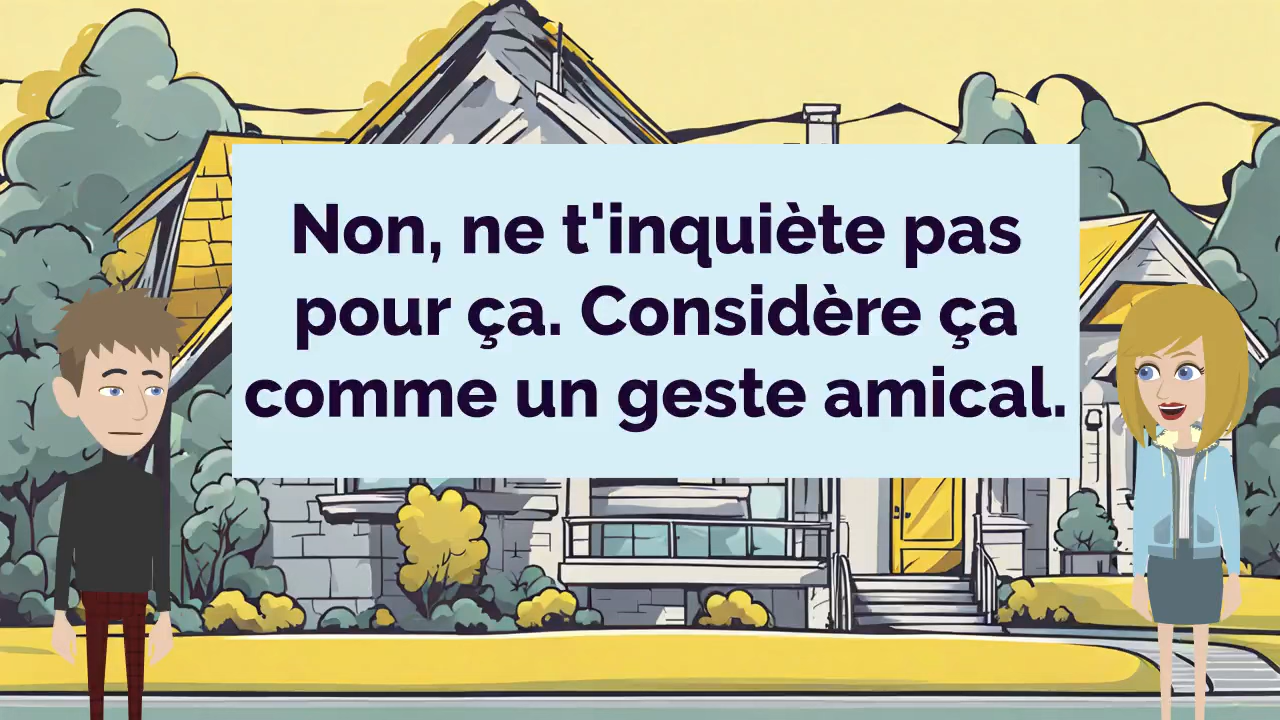 Non, ne t'inquiète pas
pour ça. Considère ça
comme un geste amical.